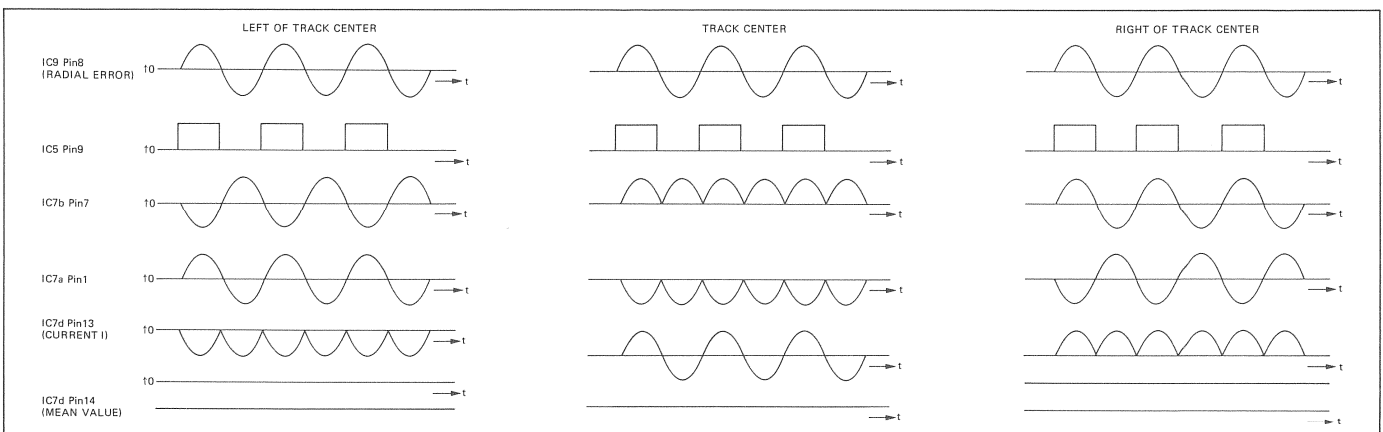 LEFT OF TRACK CENTER
TRACK CENTER
RIGHT OF TRACK CENTER
IC9 Pin8
(RADIAL ERROR)
↑0
t
t
t
IC5 Pin9
↑0
t
t
t
IC7b Pin7
↑0
t
t
t
IC7a Pin1
↑0
t
t
t
IC7d Pin13
(CURRENT I)
↑0
t
t
t
↑0
t
IC7d Pin14
(MEAN VALUE)
t
t